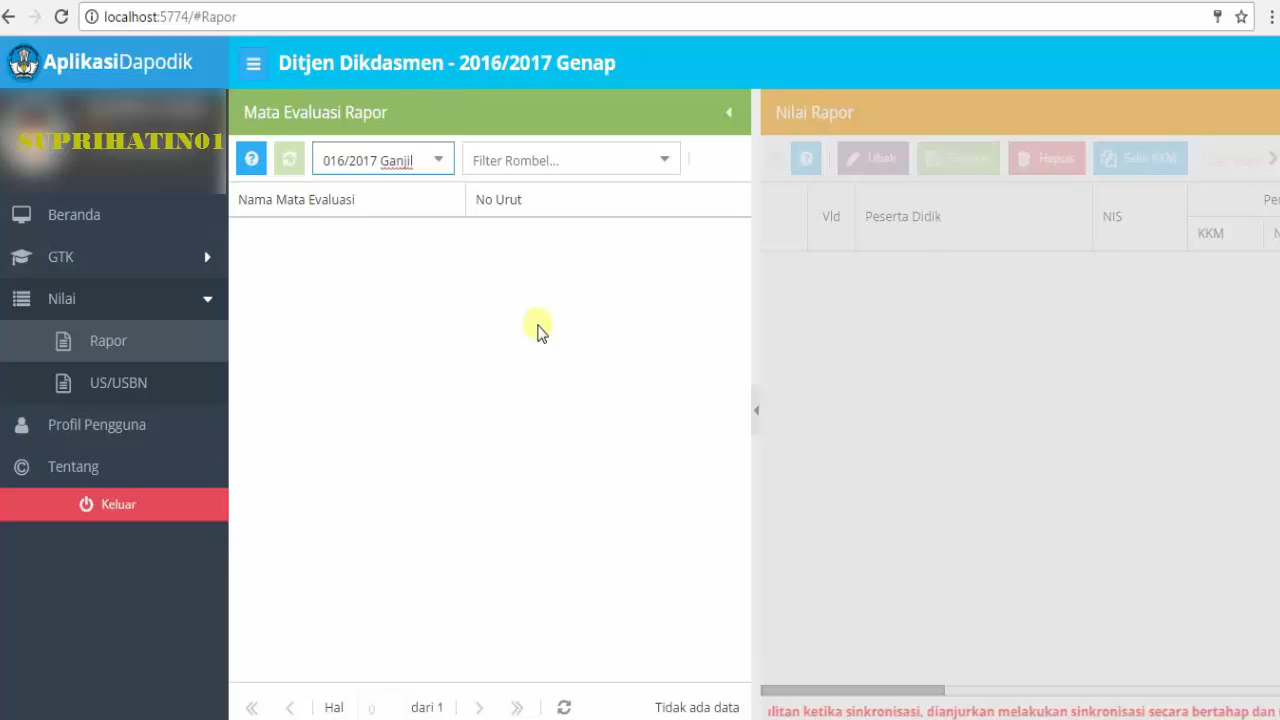 localhost:5774/#Rapor
AplikasiDapodik
Ditjen Dikdasmen - 2016/2017 Genap
SUPRIHATIN01
Beranda
GTK
Nilai
Rapor
US/USBN
Profil Pengguna
Tentang
Keluar
Mata Evaluasi Rapor
016/2017 Ganjil
Filter Rombel...
Nama Mata Evaluasi
No Urut
Hal
0
dari 1
Tidak ada data
Nilai Rapor
Ubah
Simpan
Hapus
Salin KKM
Vld
Peserta Didik
NIS
Pe
KKM
N
ulitan ketika sinkronisasi, dianjurkan melakukan sinkronisasi secara bertahap dan